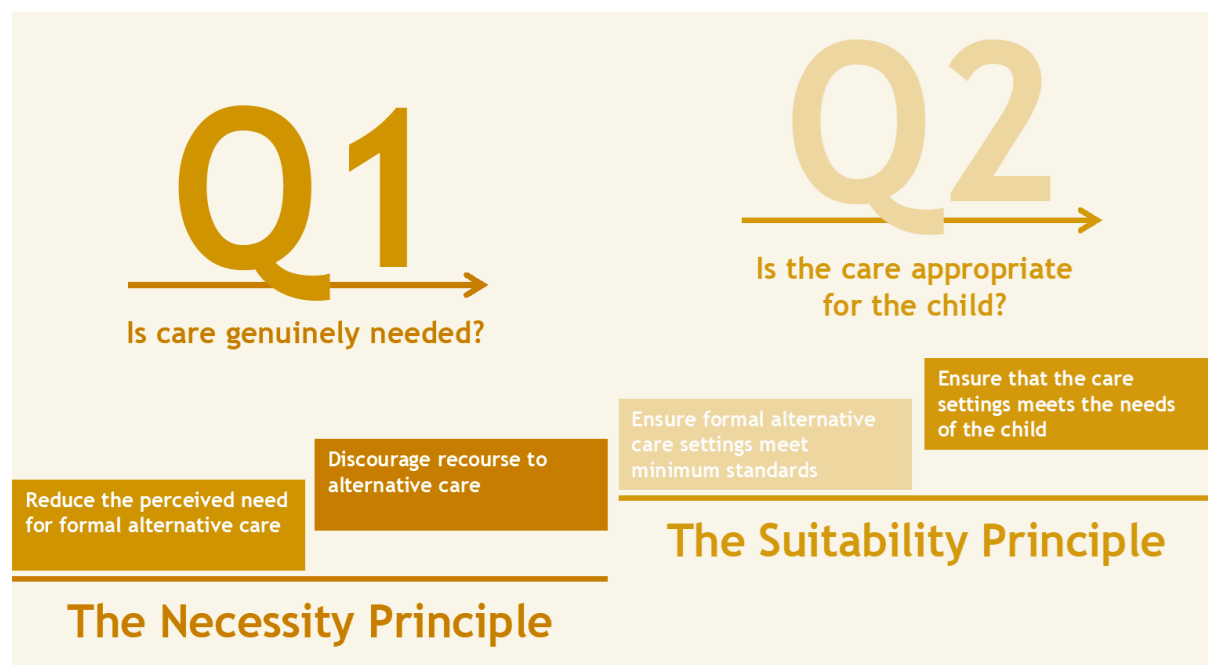 Q1
Is care genuinely needed?
Reduce the perceived need
for formal alternative care
Discourage recourse to
alternative care
The Necessity Principle
Q2
Is the care appropriate
for the child?
Ensure formal alternative
care settings meet
minimum standards
Ensure that the care
settings meets the needs
of the child
The Suitability Principle